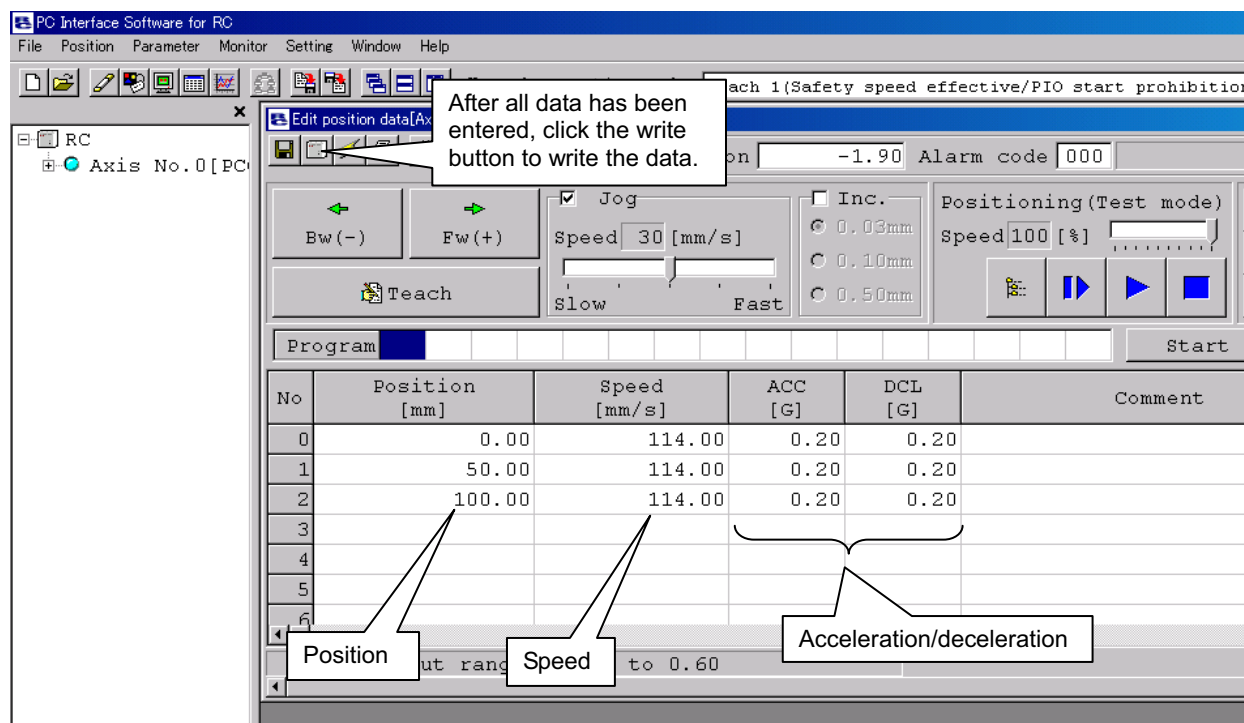 PC Interface Software for RC
File Position Parameter Monitor Setting Window Help
After all data has been
entered, click the write
button to write the data.
ach 1(Safety speed effective/PIO start prohibition
Edit position data[Ax
RC
Axis No.0[PC
on -1.90 Alarm code 000
Bw(-) Fw(+)
Teach
Jog
Speed 30 [mm/s]
Slow Fast
Inc.
0.03mm
0.10mm
0.50mm
Positioning(Test mode)
Speed 100 [%]
Program Start
No Position [mm] Speed [mm/s] ACC [G] DCL [G] Comment
0 0.00 114.00 0.20 0.20
1 50.00 114.00 0.20 0.20
2 100.00 114.00 0.20 0.20
3
4
5
6
Position
Speed
Acceleration/deceleration
ut rang to 0.60